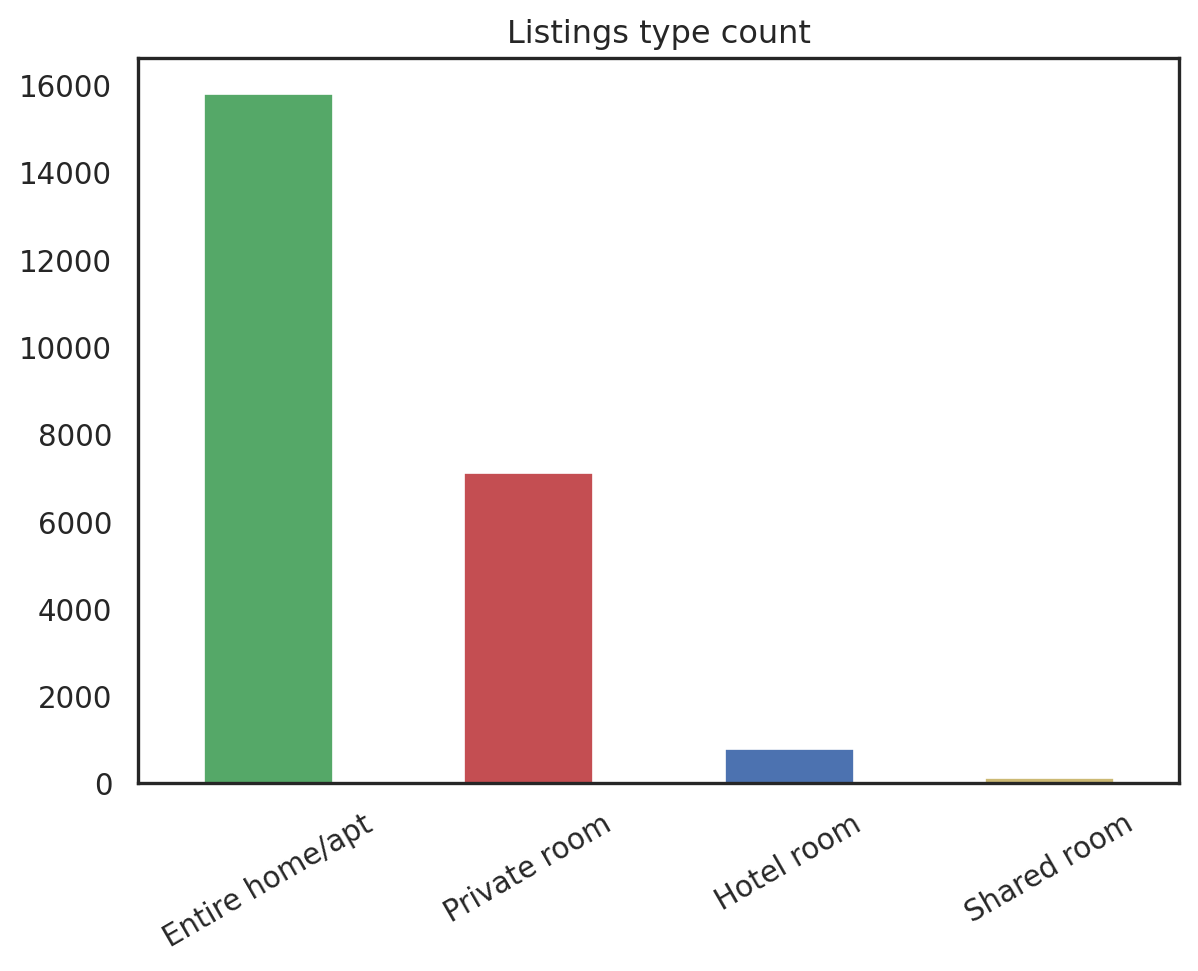 Listings type count
16000
14000
12000
10000
8000
6000
4000
2000
0
Entire home/apt
Private room
Hotel room
Shared room